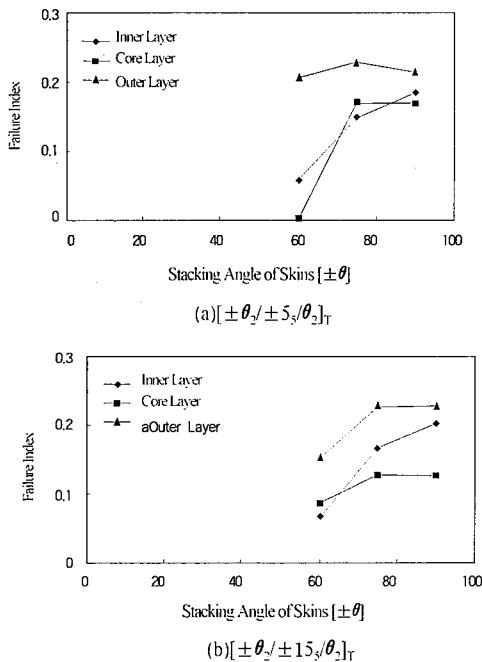 0.3
Inner Layer
Core Layer
Outer Layer
0.2
Failure Index
0.1
0
0 20 40 60 80 100
Stacking Angle of Skins [±θ]
(a)[±θ₂/±5₅/θ₂]T
0.3
Inner Layer
Core Layer
aOuter Layer
0.2
Failure Index
0.1
0
0 20 40 60 80 100
Stacking Angle of Skins [±θ]
(b)[±θ₂/±15₅/θ₂]T